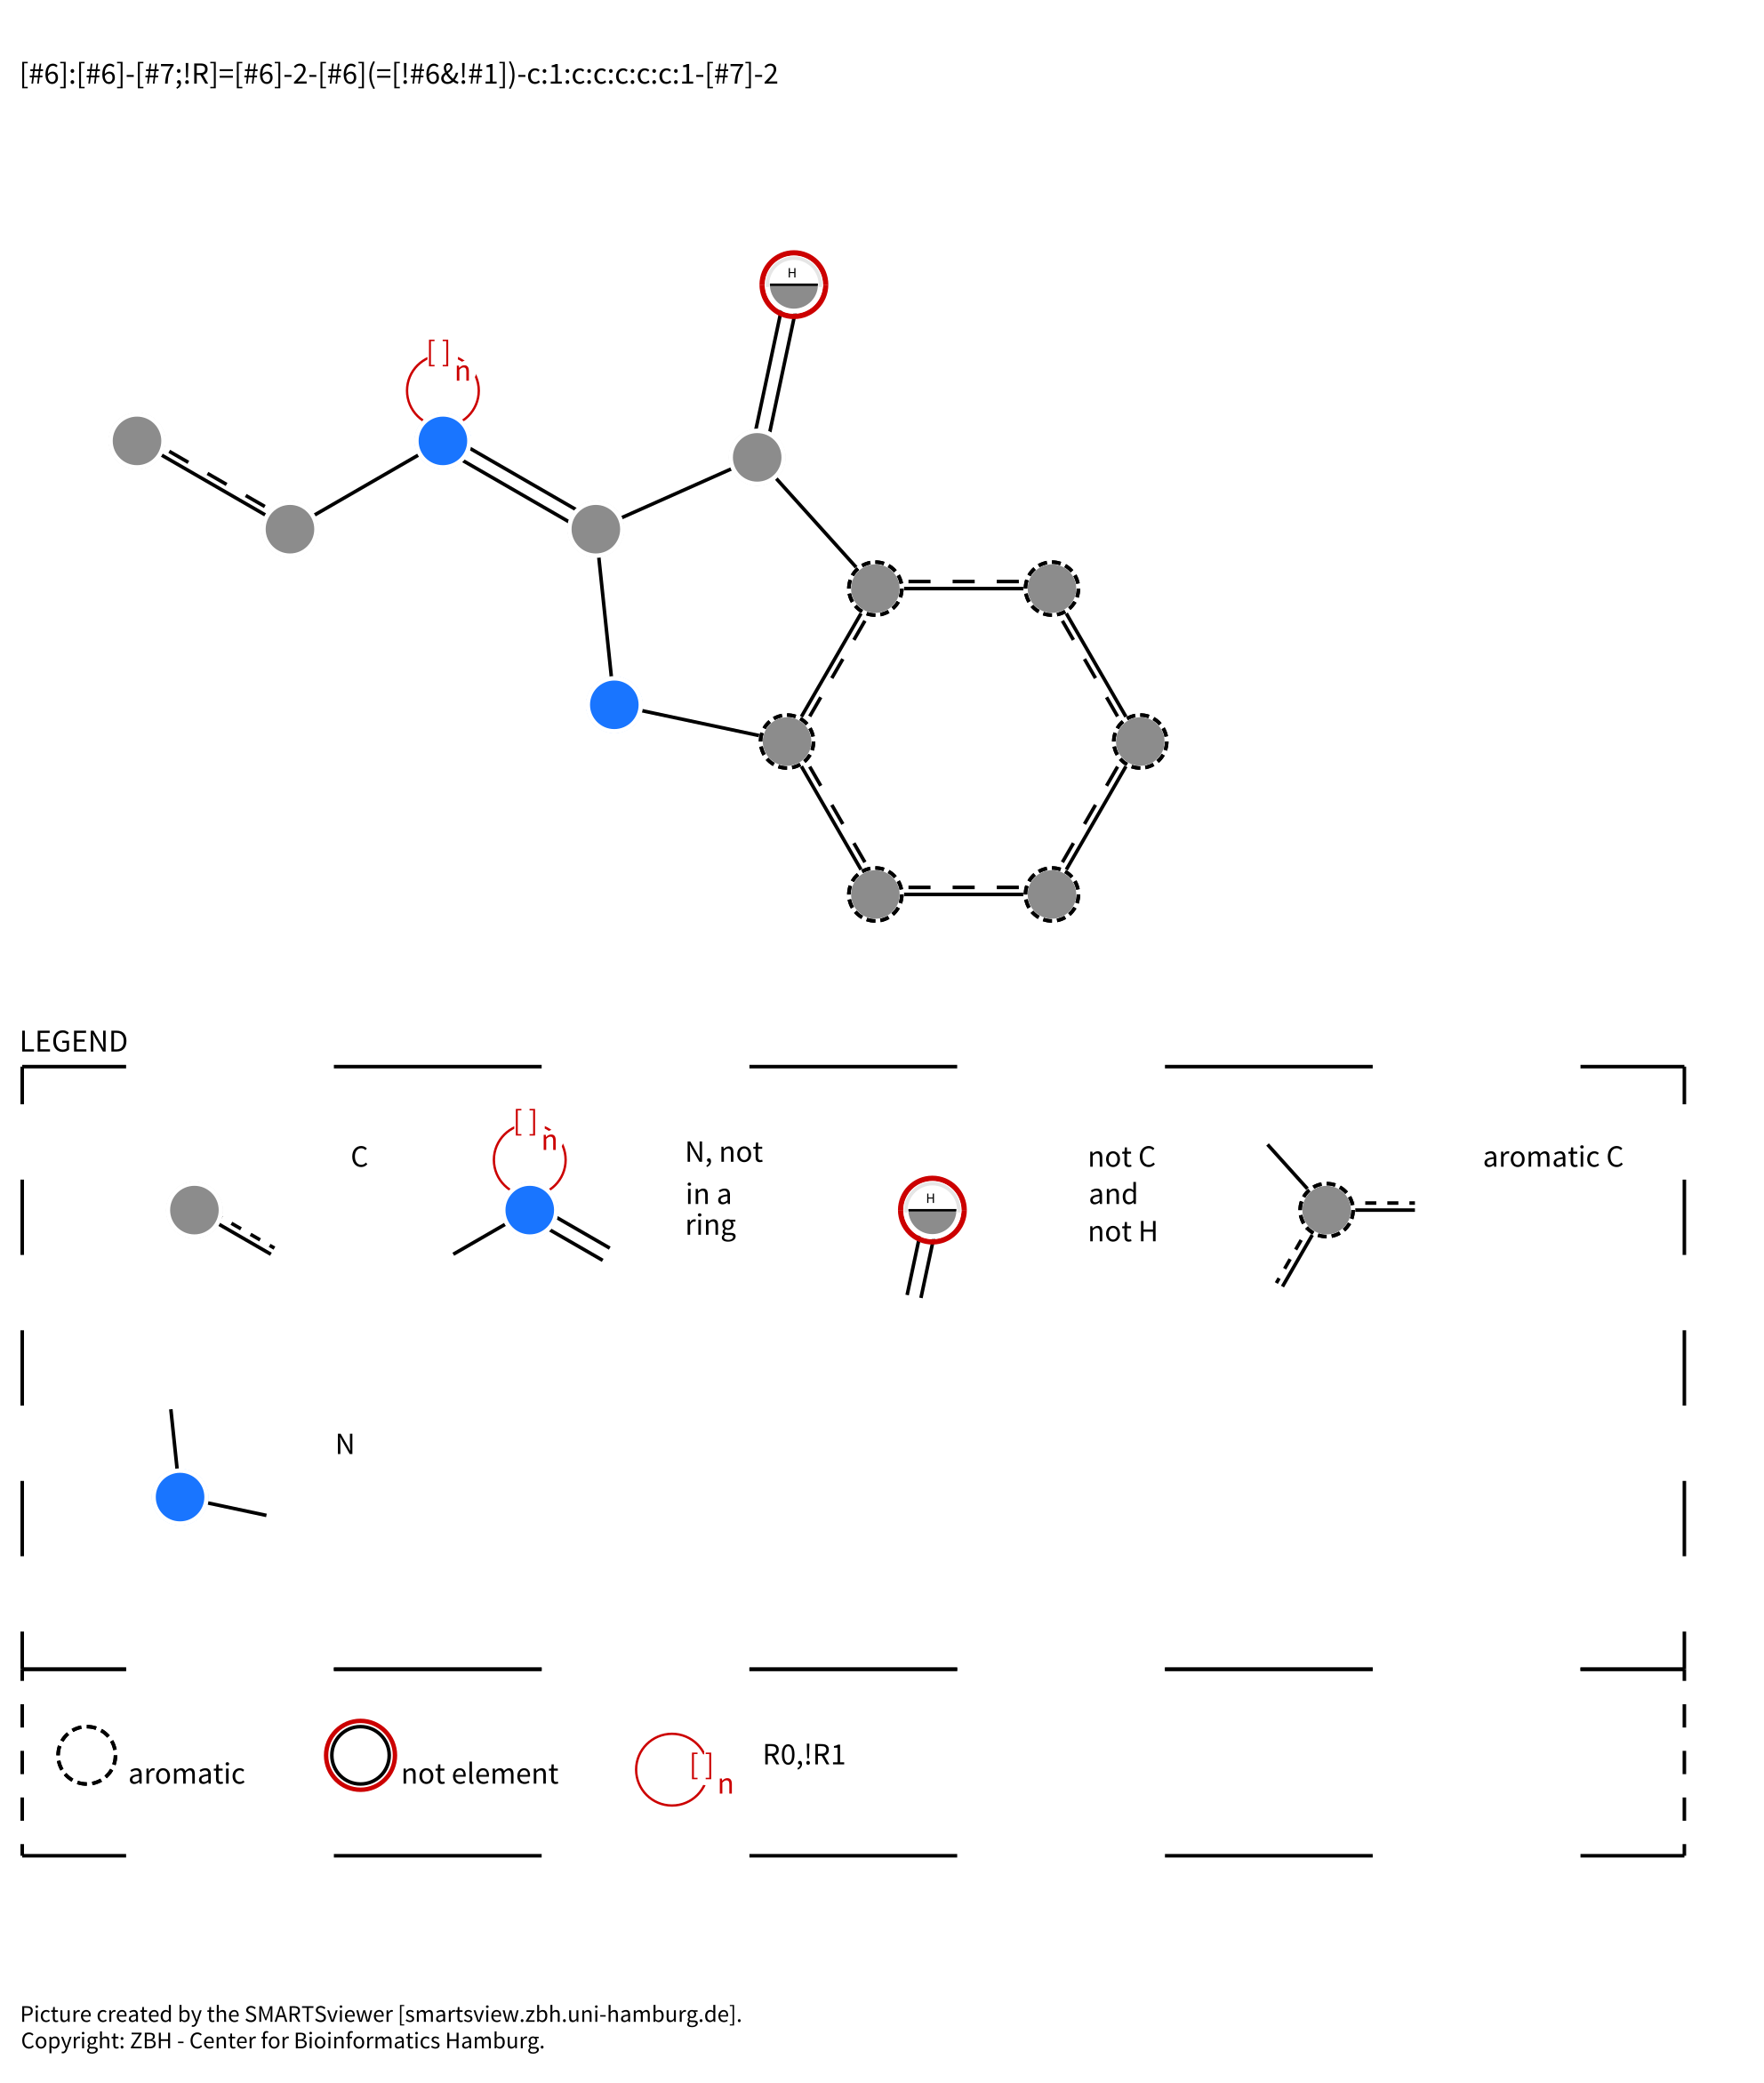 [#6]:[#6]-[#7;!R]=[#6]-2-[#6](=[!#6&!#1])-c:1:c:c:c:c:c:1-[#7]-2
H
[ ]
n
LEGEND
C
[ ]
n
N, not
in a
ring
H
not C
and
not H
aromatic C
N
aromatic
not element
[ ]
n
R0,!R1
Picture created by the SMARTSviewer [smartsview.zbh.uni-hamburg.de].
Copyright: ZBH - Center for Bioinformatics Hamburg.